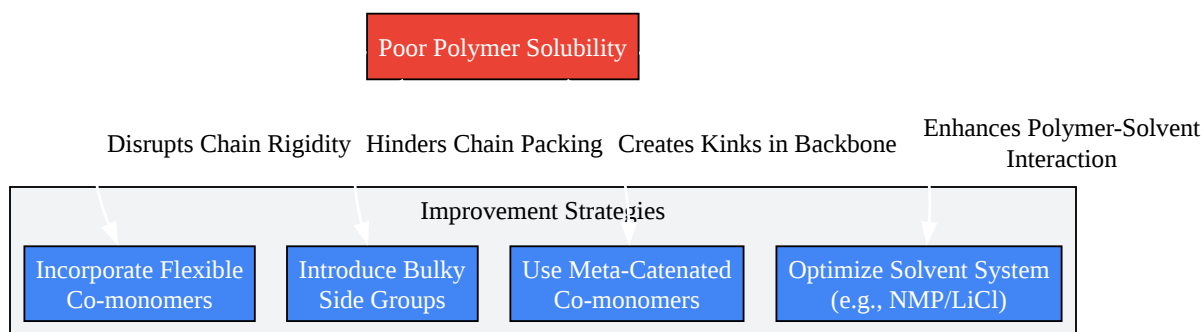 Poor Polymer Solubility
Disrupts Chain Rigidity
Hinders Chain Packing
Creates Kinks in Backbone
Enhances Polymer-Solvent
Interaction
Improvement Strategies
Incorporate Flexible
Co-monomers
Introduce Bulky
Side Groups
Use Meta-Catenated
Co-monomers
Optimize Solvent System
(e.g., NMP/LiCl)